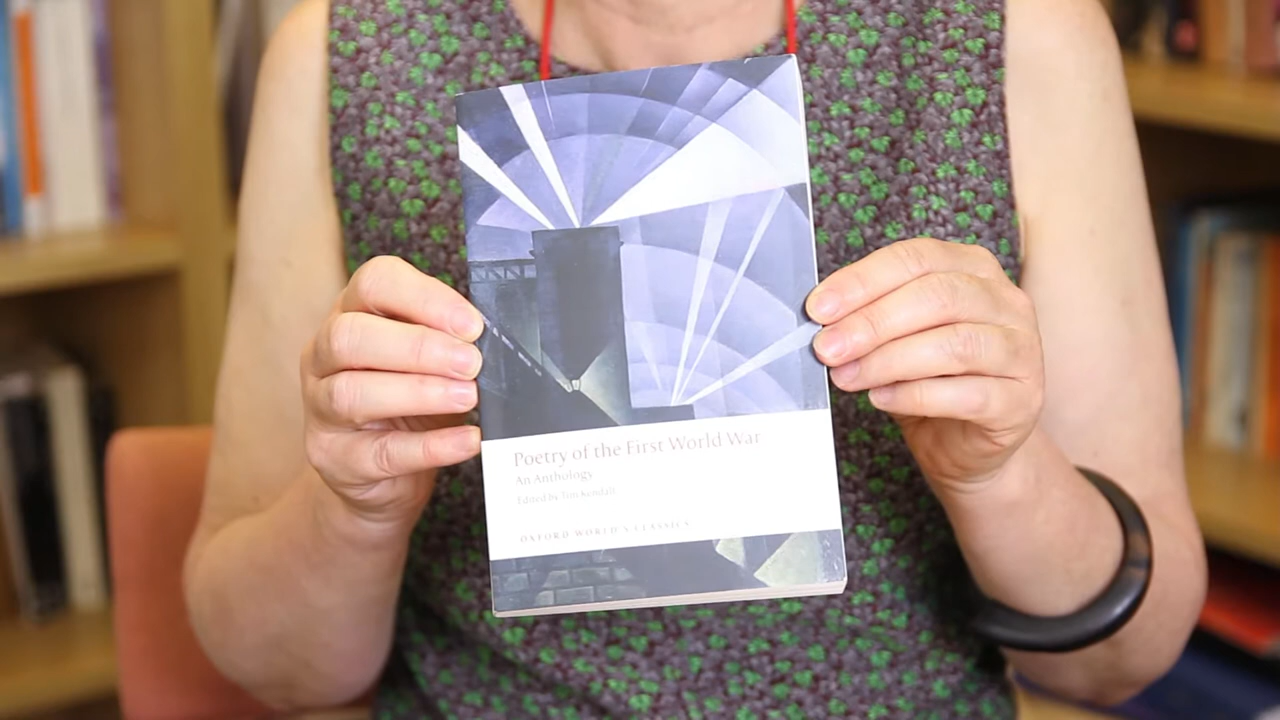 Poetry of the First World War
An Anthology
Edited by Tim Kendall
OXFORD WORLD'S CLASSICS